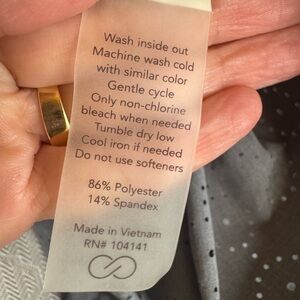 Wash inside out
Machine wash cold
with similar color
Gentle cycle
Only non-chlorine
bleach when needed
Tumble dry low
Cool iron if needed
Do not use softeners
86% Polyester
14% Spandex
Made in Vietnam
RN# 104141